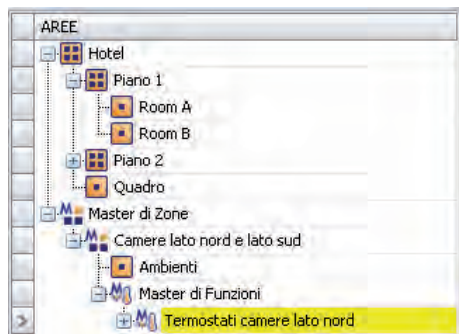 AREE
Hotel
Piano 1
Room A
Room B
Piano 2
Quadro
Master di Zone
Camere lato nord e lato sud
Ambienti
Master di Funzioni
Termostati camere lato nord